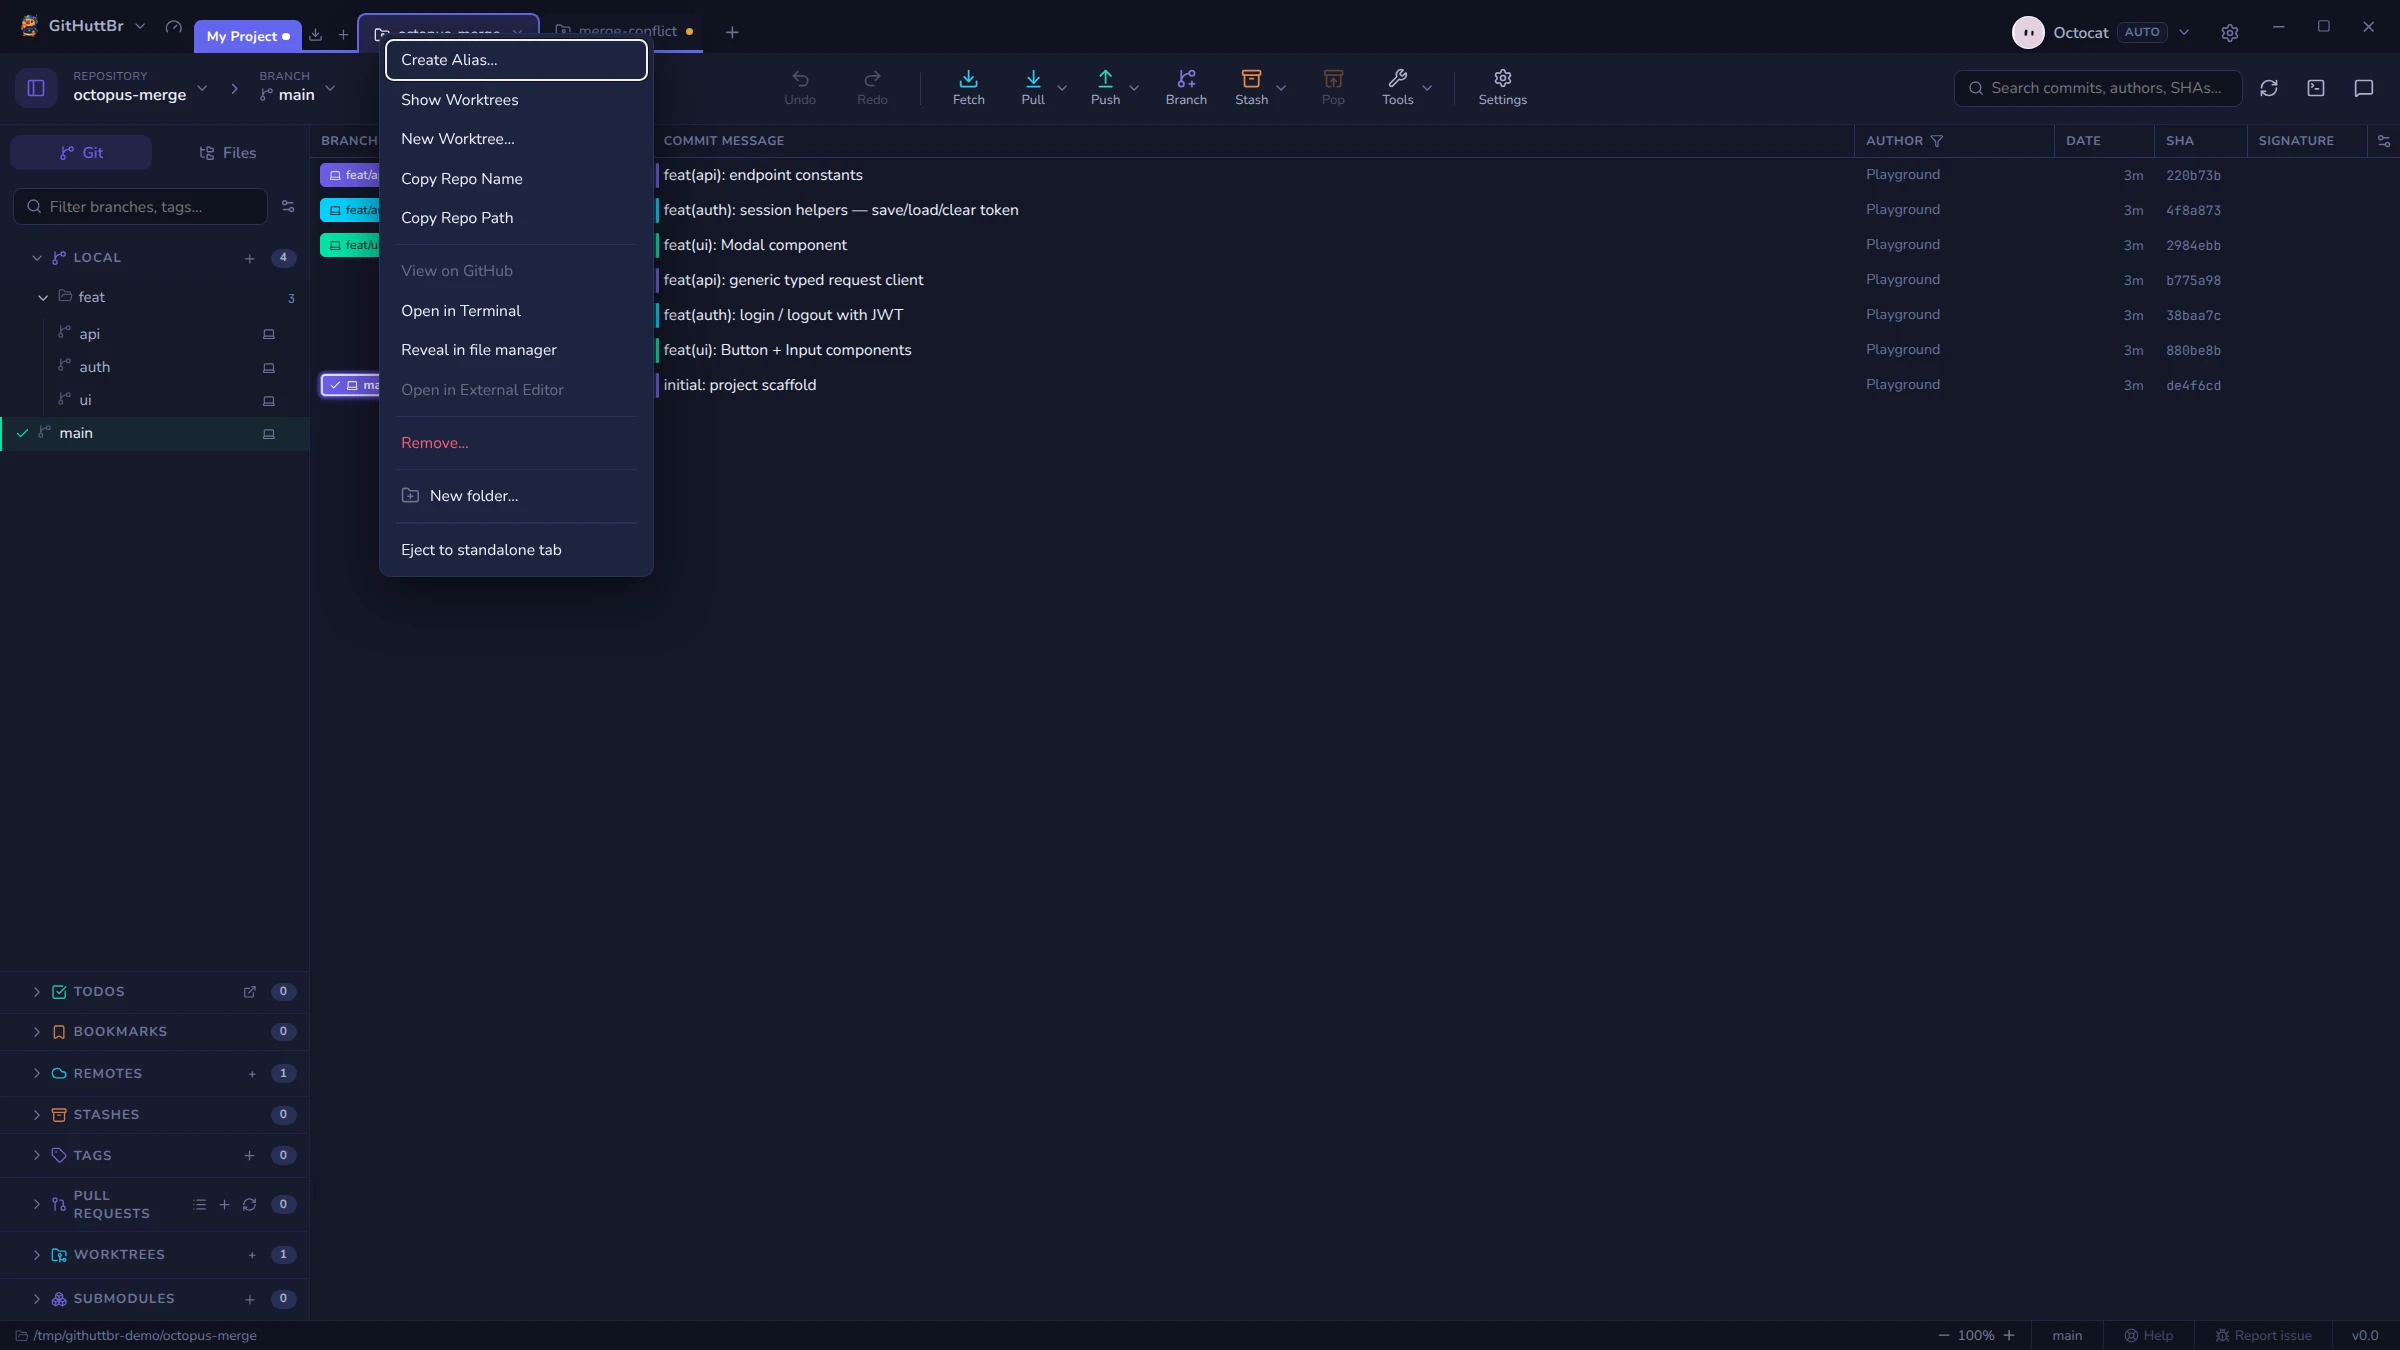 GitHuttBr
My Project
merge-conflict
Octocat
AUTO
REPOSITORY
octopus-merge
BRANCH
main
Undo
Redo
Fetch
Pull
Push
Branch
Stash
Pop
Tools
Settings
Search commits, authors, SHAs...
Create Alias...
Show Worktrees
New Worktree...
Copy Repo Name
Copy Repo Path
View on GitHub
Open in Terminal
Reveal in file manager
Open in External Editor
Remove...
New folder...
Eject to standalone tab
Git
Files
Filter branches, tags...
LOCAL
4
feat
3
api
auth
ui
main
BRANCH
COMMIT MESSAGE
AUTHOR
DATE
SHA
SIGNATURE
feat(api): endpoint constants
Playground
3m
220b73b
feat(auth): session helpers — save/load/clear token
Playground
3m
4f8a873
feat(ui): Modal component
Playground
3m
2984ebb
feat(api): generic typed request client
Playground
3m
b775a98
feat(auth): login / logout with JWT
Playground
3m
38baa7c
feat(ui): Button + Input components
Playground
3m
880be8b
initial: project scaffold
Playground
3m
de4f6cd
TODOS
0
BOOKMARKS
0
REMOTES
1
STASHES
0
TAGS
0
PULL
REQUESTS
0
WORKTREES
1
SUBMODULES
0
/tmp/githuttbr-demo/octopus-merge
100%
main
Help
Report issue
v0.0